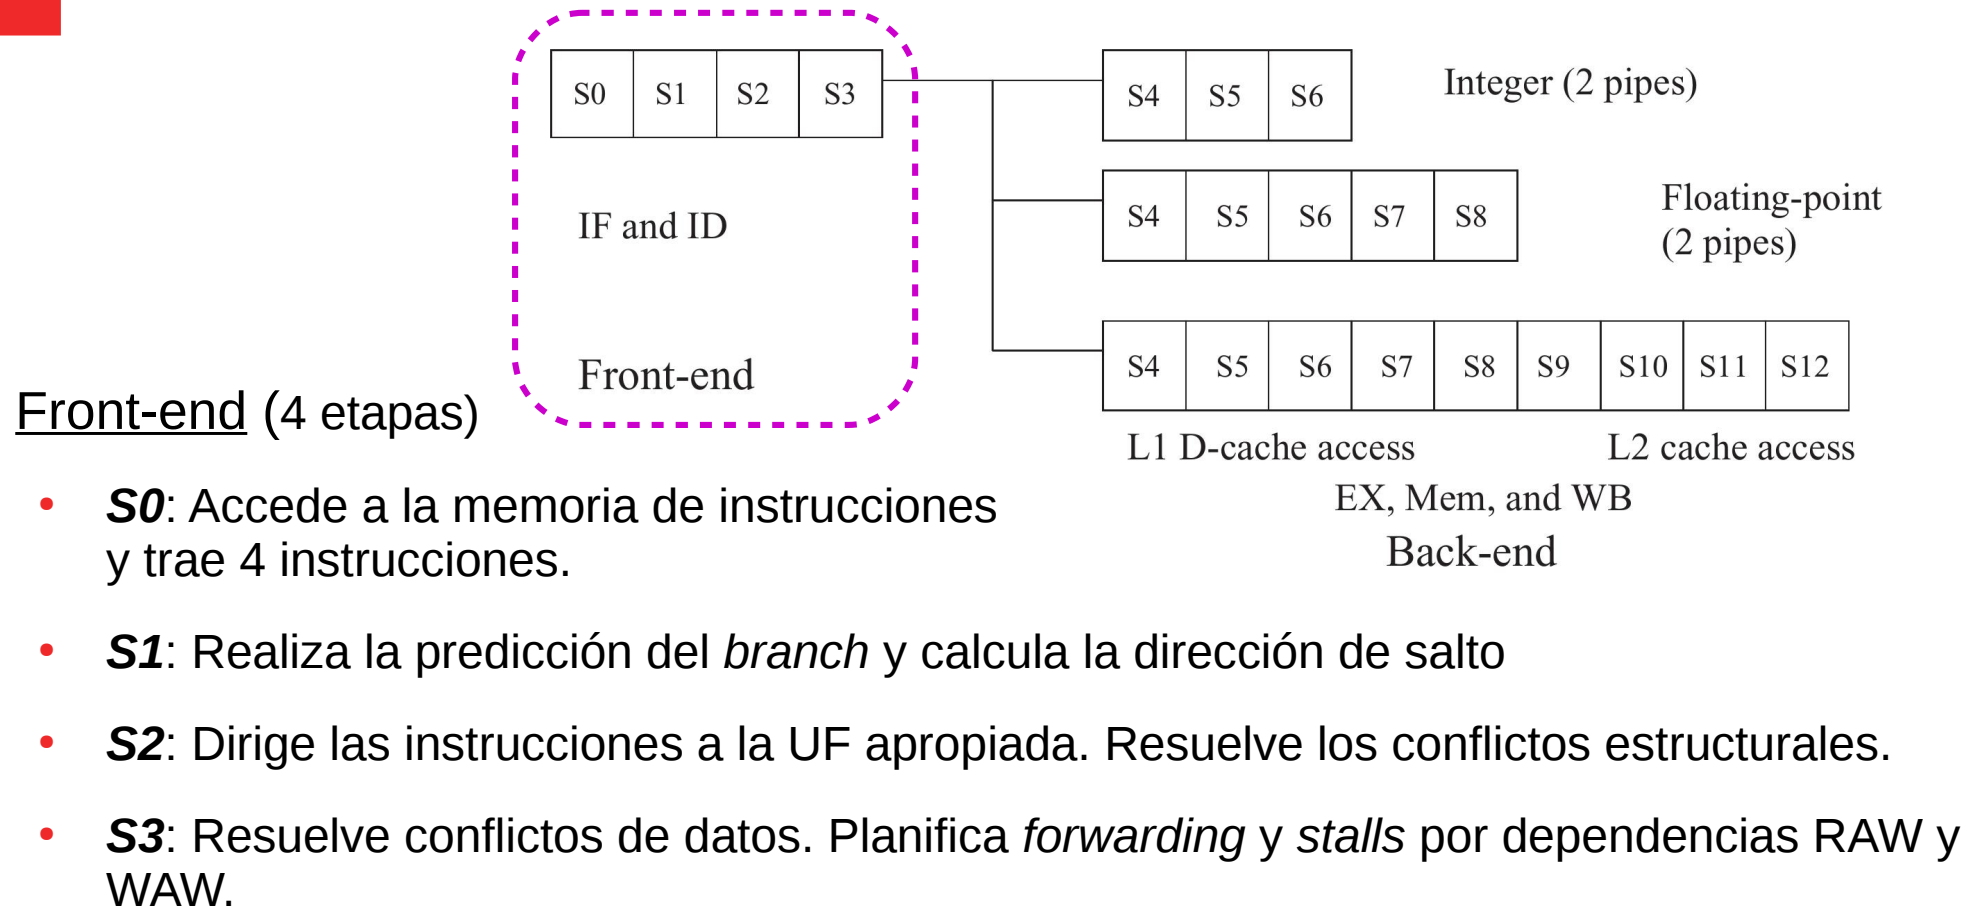 S0 S1 S2 S3
S4 S5 S6
Integer (2 pipes)
S4 S5 S6 S7 S8
Floating-point
(2 pipes)
IF and ID
S4 S5 S6 S7 S8 S9 S10 S11 S12
Front-end
L1 D-cache access
L2 cache access
EX, Mem, and WB
Back-end
Front-end (4 etapas)
• S0: Accede a la memoria de instrucciones
y trae 4 instrucciones.
• S1: Realiza la predicción del branch y calcula la dirección de salto
• S2: Dirige las instrucciones a la UF apropiada. Resuelve los conflictos estructurales.
• S3: Resuelve conflictos de datos. Planifica forwarding y stalls por dependencias RAW y
WAW.